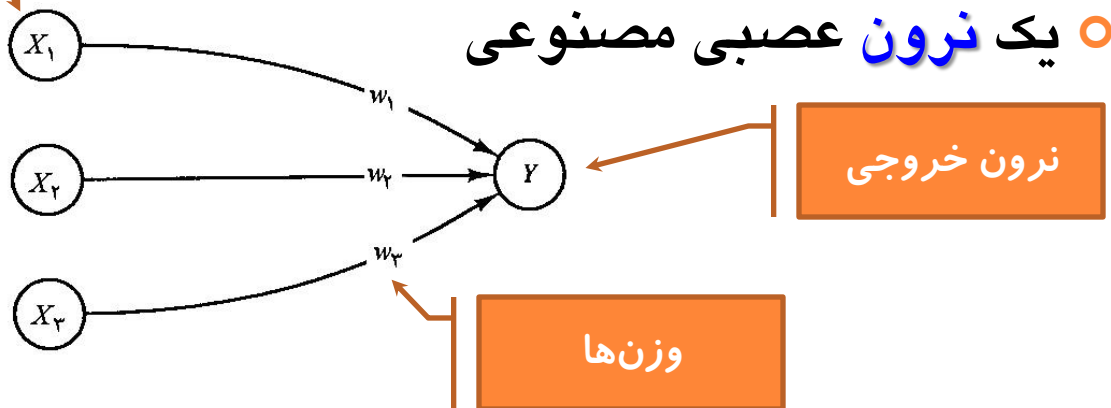 یک نرون عصبی مصنوعی
X۱
w۱
نرون خروجی
X۲
w۲
Y
w۳
X۳
وزن‌ها